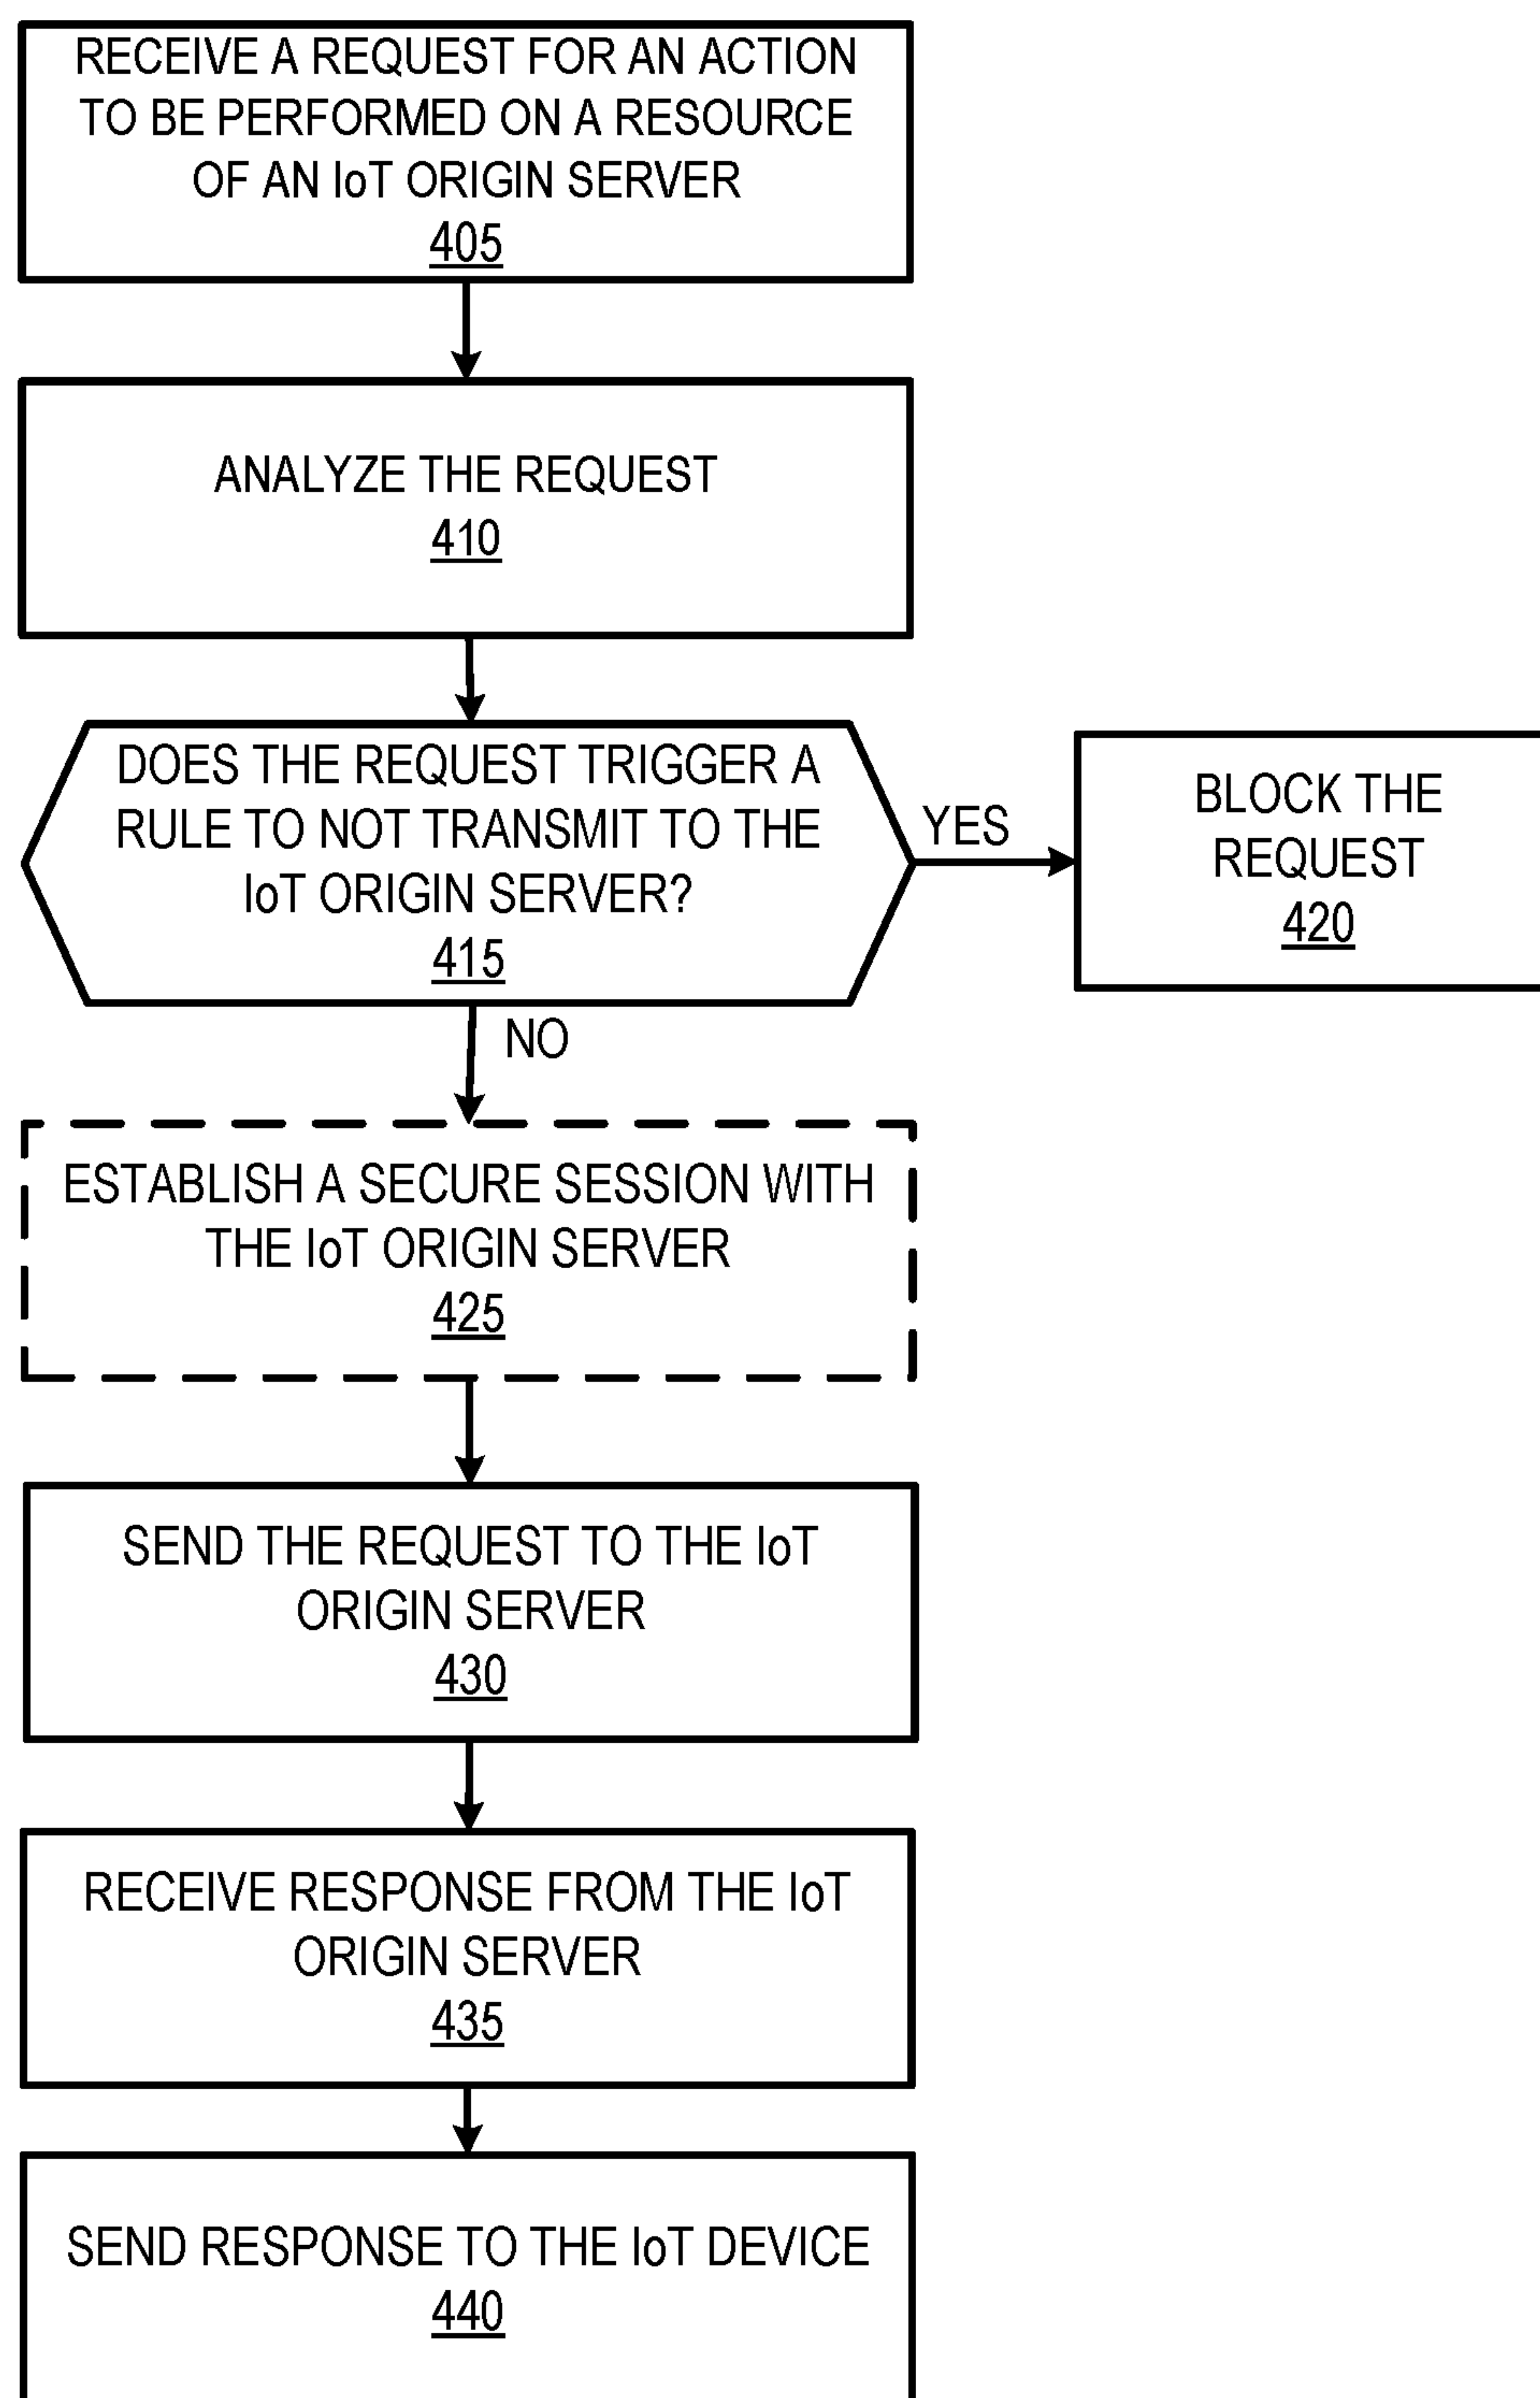 RECEIVE A REQUEST FOR AN ACTION
TO BE PERFORMED ON A RESOURCE
OF AN IoT ORIGIN SERVER
405
ANALYZE THE REQUEST
410
DOES THE REQUEST TRIGGER A
RULE TO NOT TRANSMIT TO THE
IoT ORIGIN SERVER?
415
YES
BLOCK THE
REQUEST
420
NO
ESTABLISH A SECURE SESSION WITH
THE IoT ORIGIN SERVER
425
SEND THE REQUEST TO THE IoT
ORIGIN SERVER
430
RECEIVE RESPONSE FROM THE IoT
ORIGIN SERVER
435
SEND RESPONSE TO THE IoT DEVICE
440